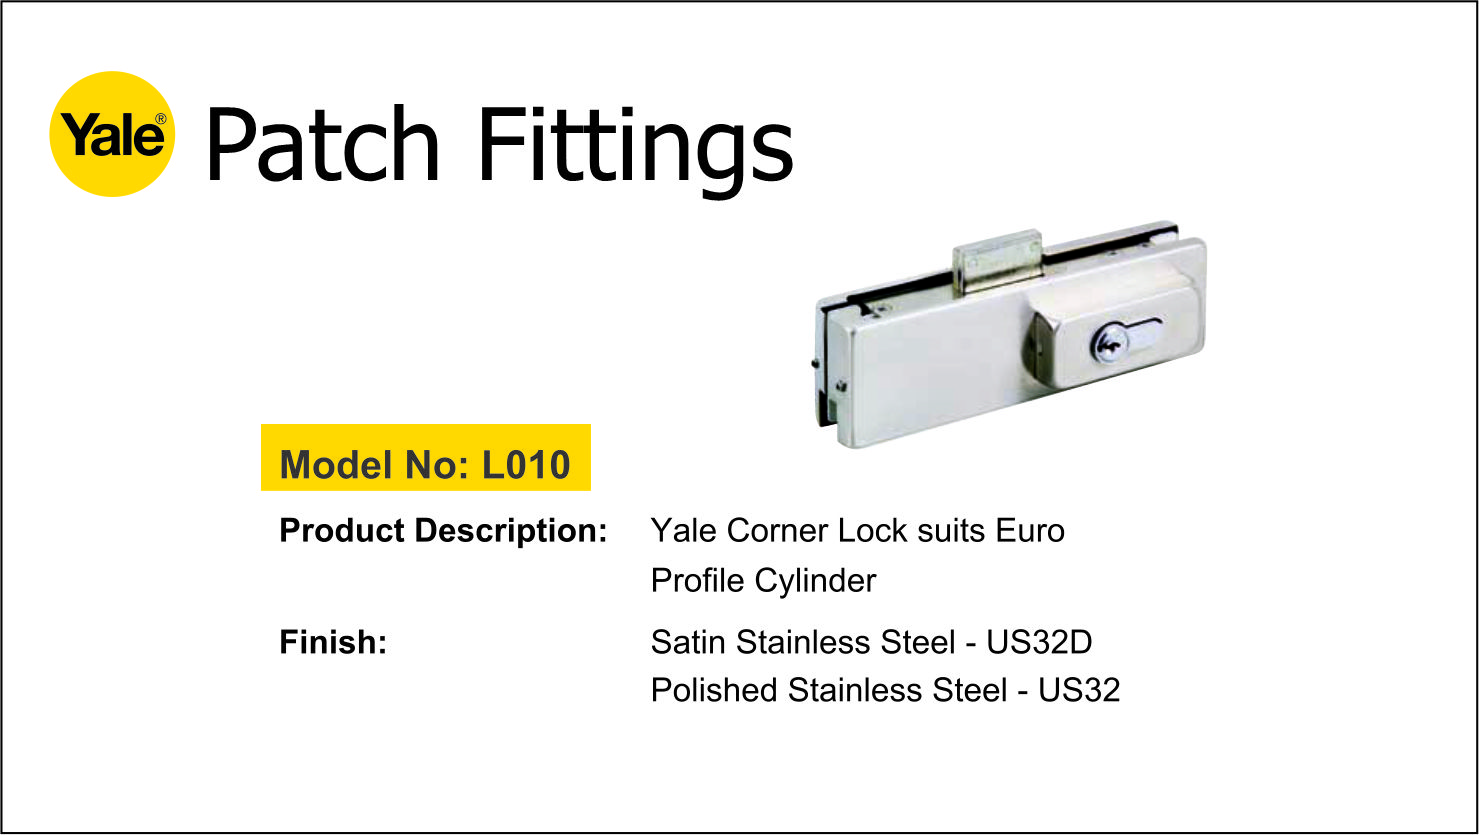 Yale®
Patch Fittings
Model No: L010
Product Description: Yale Corner Lock suits Euro
Profile Cylinder
Finish: Satin Stainless Steel - US32D
Polished Stainless Steel - US32